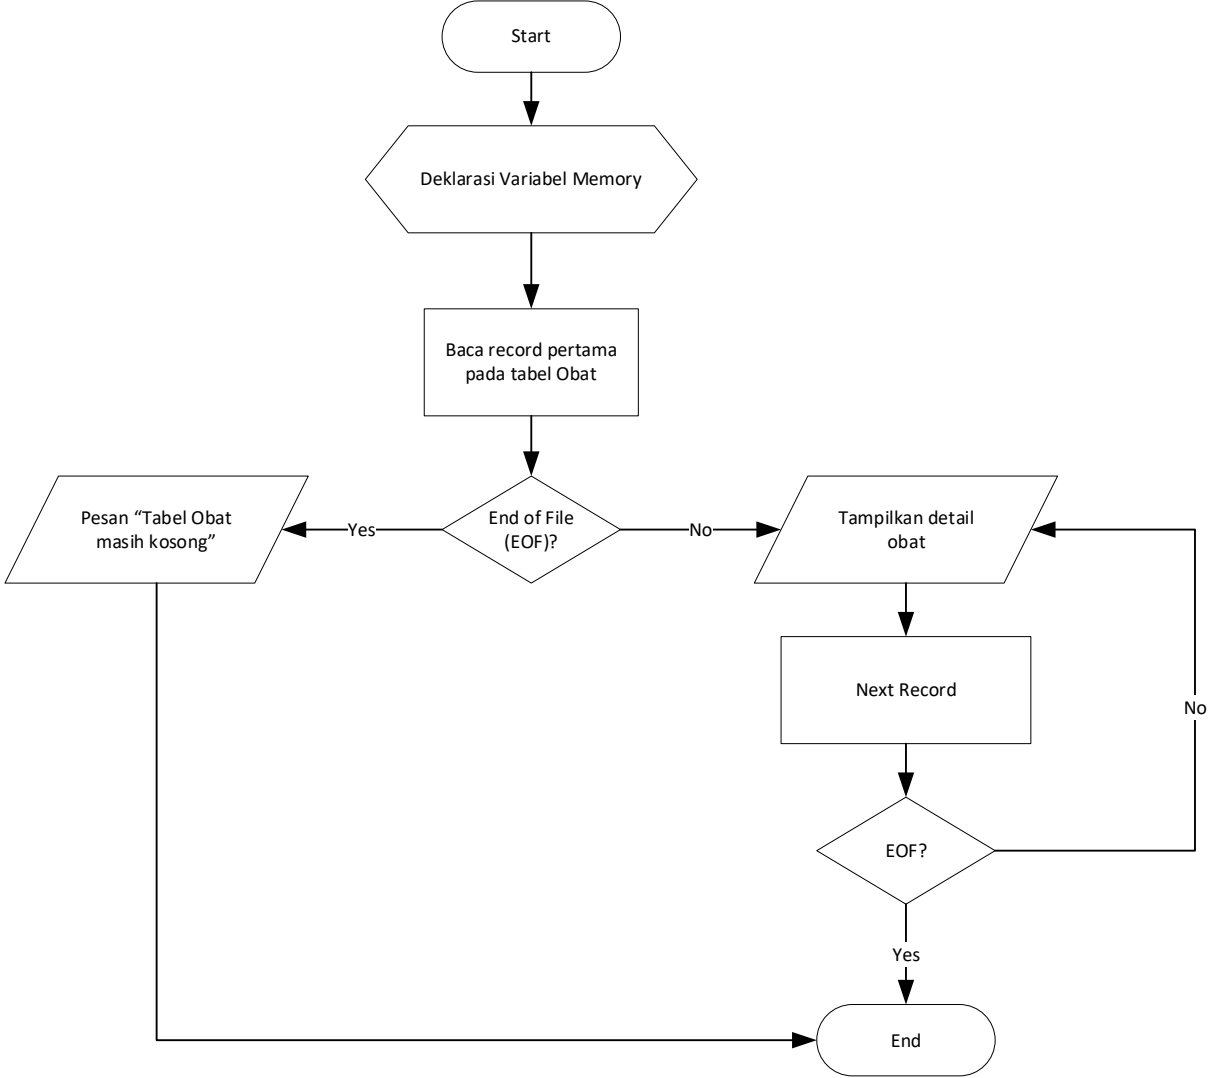 Start
Deklarasi Variabel Memory
Baca record pertama
pada tabel Obat
End of File
(EOF)?
Yes
No
Pesan “Tabel Obat
masih kosong”
Tampilkan detail
obat
Next Record
No
EOF?
Yes
End